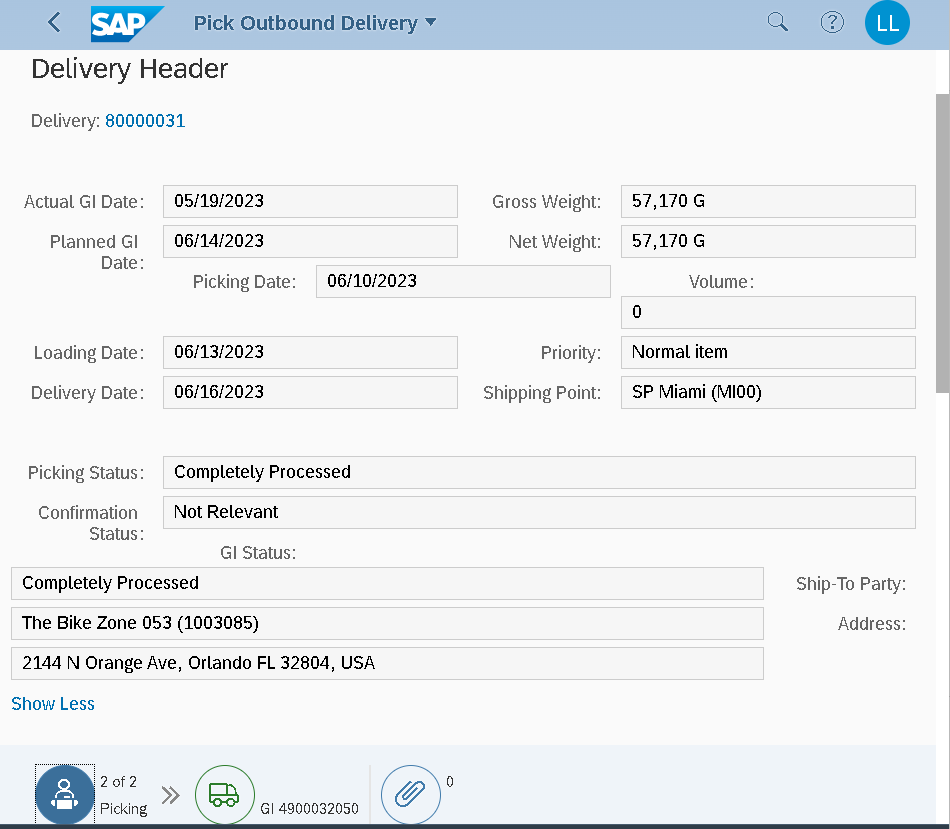 SAP Pick Outbound Delivery LL
Delivery Header
Delivery: 80000031
Actual GI Date: 05/19/2023 Gross Weight: 57,170 G
Planned GI Date: 06/14/2023 Net Weight: 57,170 G
Picking Date: 06/10/2023 Volume:
0
Loading Date: 06/13/2023 Priority: Normal item
Delivery Date: 06/16/2023 Shipping Point: SP Miami (MI00)
Picking Status: Completely Processed
Confirmation Status: Not Relevant
GI Status:
Completely Processed Ship-To Party:
The Bike Zone 053 (1003085) Address:
2144 N Orange Ave, Orlando FL 32804, USA
Show Less
2 of 2 0
Picking GI 4900032050